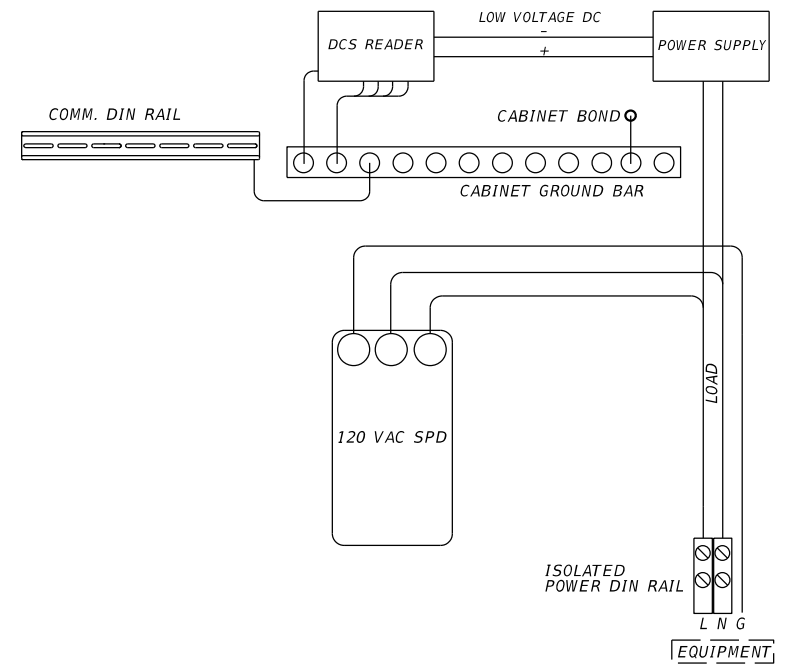 LOW VOLTAGE DC
-
+
DCS READER
POWER SUPPLY
COMM. DIN RAIL
CABINET BOND
CABINET GROUND BAR
LOAD
120 VAC SPD
ISOLATED
POWER DIN RAIL
L N G
EQUIPMENT